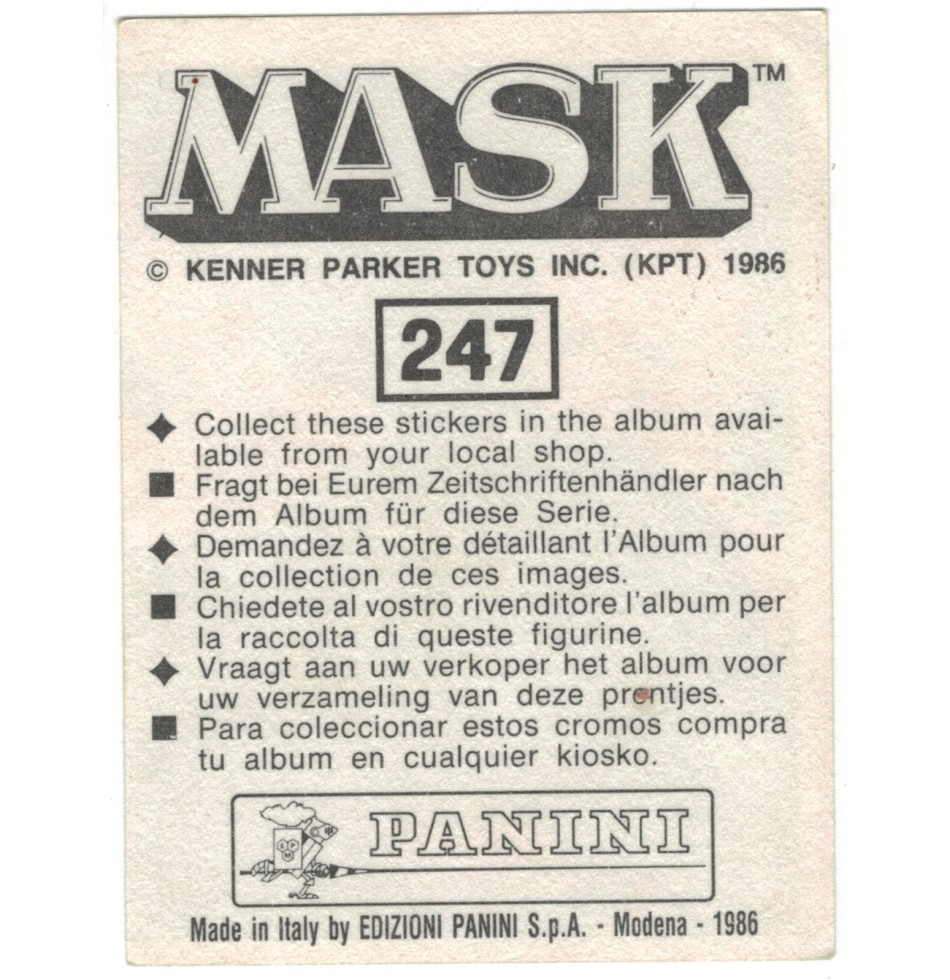 MASK™
© KENNER PARKER TOYS INC. (KPT) 1986
247
◆ Collect these stickers in the album avai-
lable from your local shop.
■ Fragt bei Eurem Zeitschriftenhändler nach
dem Album für diese Serie.
◆ Demandez à votre détaillant l'Album pour
la collection de ces images.
■ Chiedete al vostro rivenditore l'album per
la raccolta di queste figurine.
◆ Vraagt aan uw verkoper het album voor
uw verzameling van deze prentjes.
■ Para coleccionar estos cromos compra
tu album en cualquier kiosko.
PANINI
Made in Italy by EDIZIONI PANINI S.p.A. - Modena - 1986